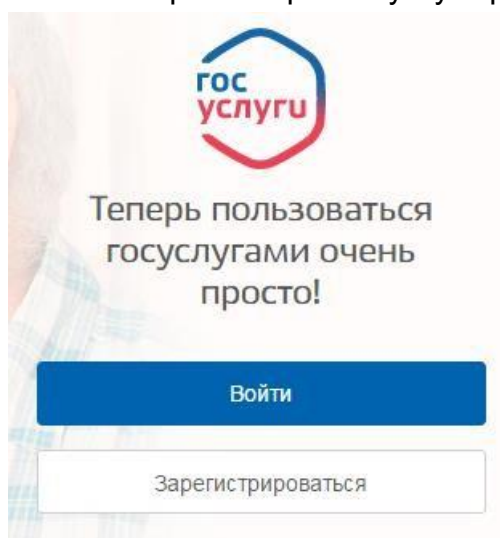 гос
услуги
Теперь пользоваться
госуслугами очень
просто!
Войти
Зарегистрироваться